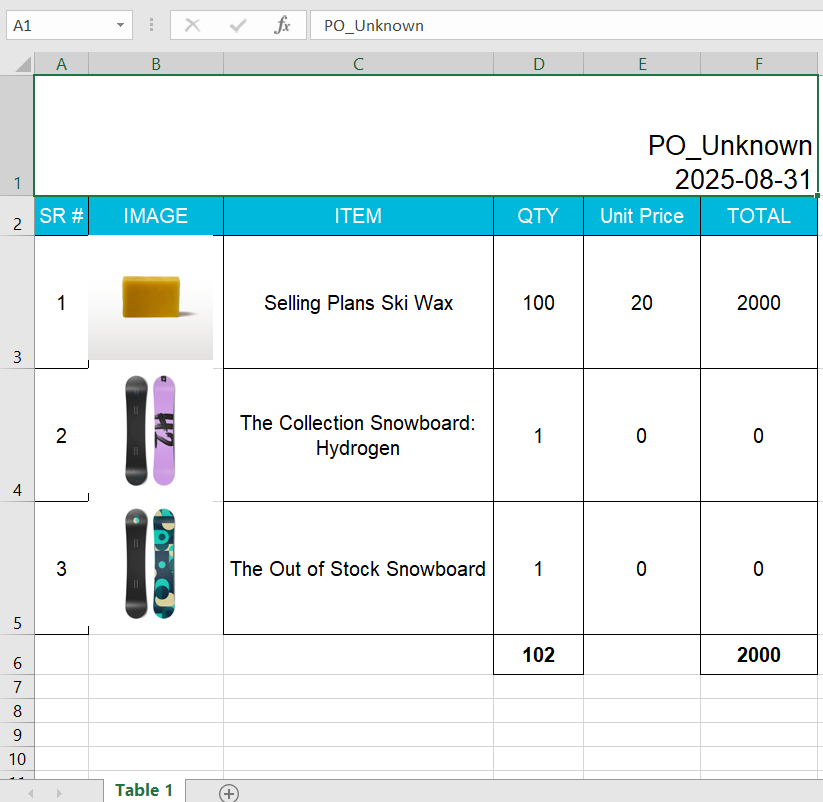 A1
fx
PO_Unknown
A B C D E F
1
PO_Unknown
2025-08-31
2 SR # IMAGE ITEM QTY Unit Price TOTAL
3 1 Selling Plans Ski Wax 100 20 2000
4 2 H2 The Collection Snowboard:
Hydrogen 1 0 0
5 3 The Out of Stock Snowboard 1 0 0
6 102 2000
7
8
9
10
Table 1